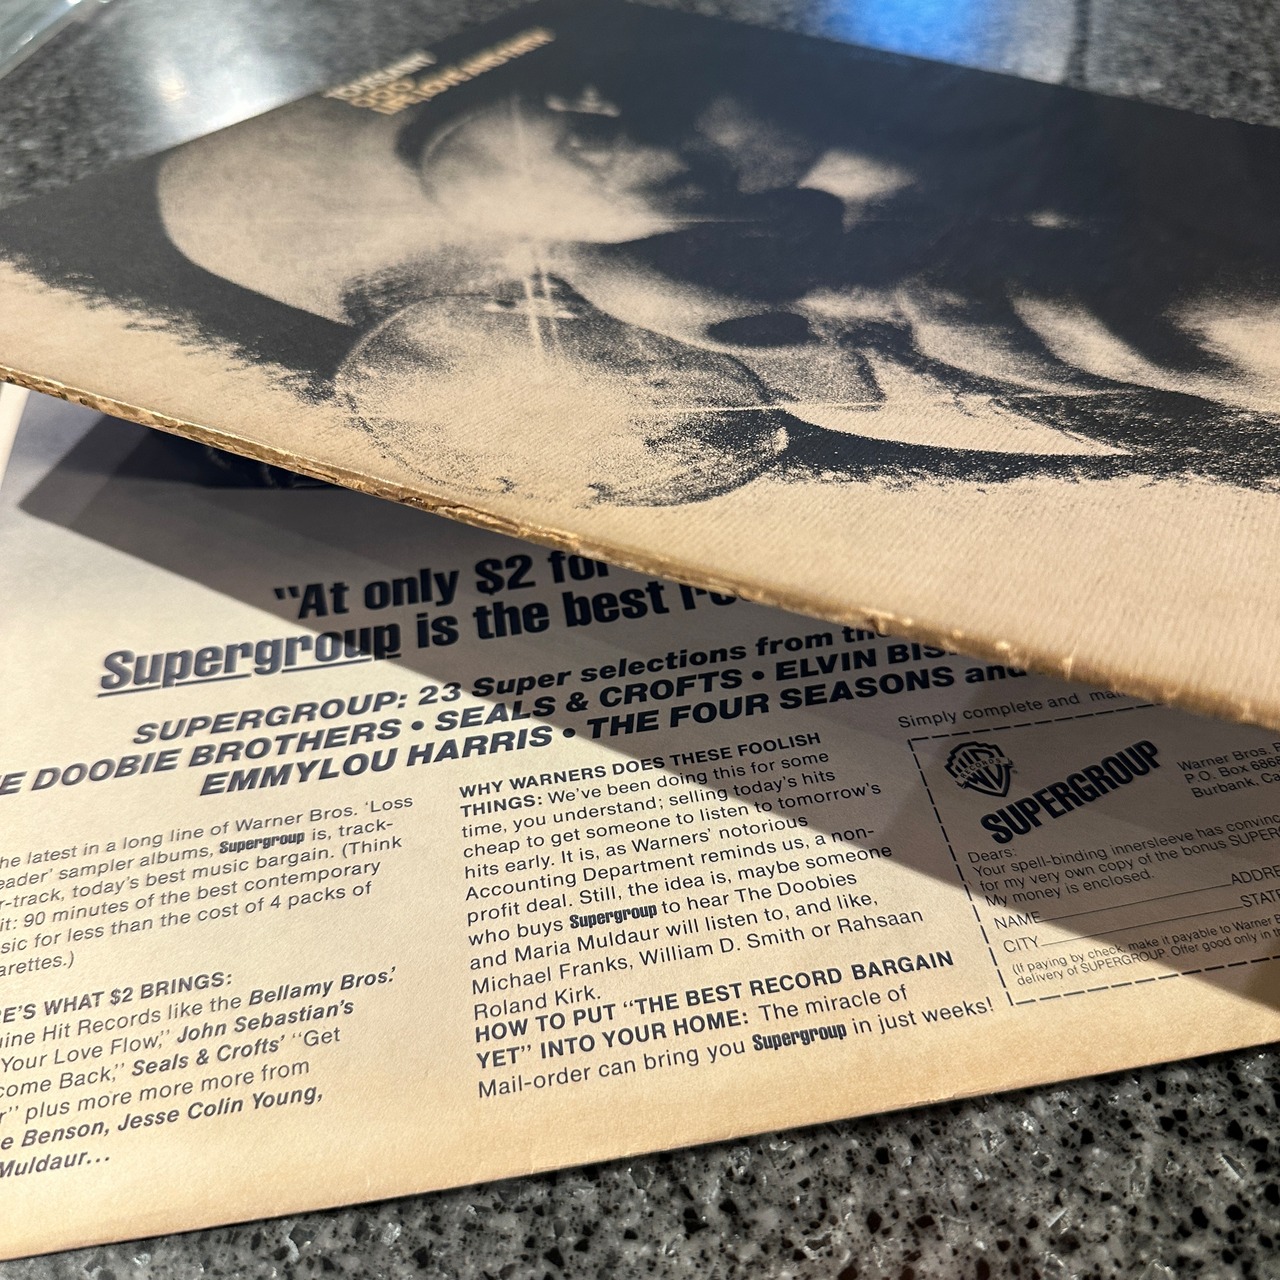 "At only $2 for
Supergroup is the best
SUPERGROUP: 23 Super selections from the
E DOOBIE BROTHERS • SEALS & CROFTS • ELVIN BIS
EMMYLOU HARRIS • THE FOUR SEASONS and
he latest in a long line of Warner Bros. 'Loss
eader' sampler albums, Supergroup is, track-
r-track, today's best music bargain. (Think
it: 90 minutes of the best contemporary
sic for less than the cost of 4 packs of
arettes.)
RE'S WHAT $2 BRINGS:
uine Hit Records like the Bellamy Bros.'
Your Love Flow," John Sebastian's
come Back," Seals & Crofts' "Get
r" plus more more more from
e Benson, Jesse Colin Young,
Muldaur...
WHY WARNERS DOES THESE FOOLISH
THINGS: We've been doing this for some
time, you understand; selling today's hits
cheap to get someone to listen to tomorrow's
hits early. It is, as Warners' notorious
Accounting Department reminds us, a non-
profit deal. Still, the idea is, maybe someone
who buys Supergroup to hear The Doobies
and Maria Muldaur will listen to, and like,
Michael Franks, William D. Smith or Rahsaan
Roland Kirk.
HOW TO PUT "THE BEST RECORD BARGAIN
YET" INTO YOUR HOME: The miracle of
Mail-order can bring you Supergroup in just weeks!
Simply complete and mai
RECORDS
SUPERGROUP
Warner Bros.
P.O. Box 686
Burbank, Ca
Dears:
Your spell-binding innersleeve has convinc
for my very own copy of the bonus SUPER
My money is enclosed.
NAME ADDRE
CITY STATE
(If paying by check, make it payable to Warner B
delivery of SUPERGROUP. Offer good only in th